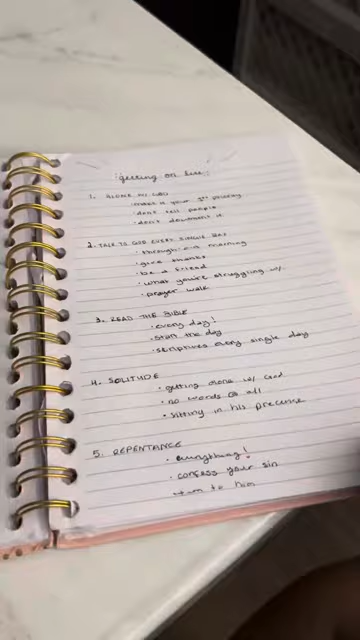 getting on fire:
1. ALONE W/ GOD
• make it your 1st priority
• don't tell people
• don't document it
2. TALK TO GOD EVERY SINGLE DAY
• through out morning
• give thanks
• be a friend
• what you're struggling w/
• prayer walk
3. READ THE BIBLE
• every day!
• start the day
• scriptures every single day
4. SOLITUDE
• getting alone w/ God
• no words @ all
• sitting in his presence
5. REPENTANCE
• everything!
• confess your sin
turn to him